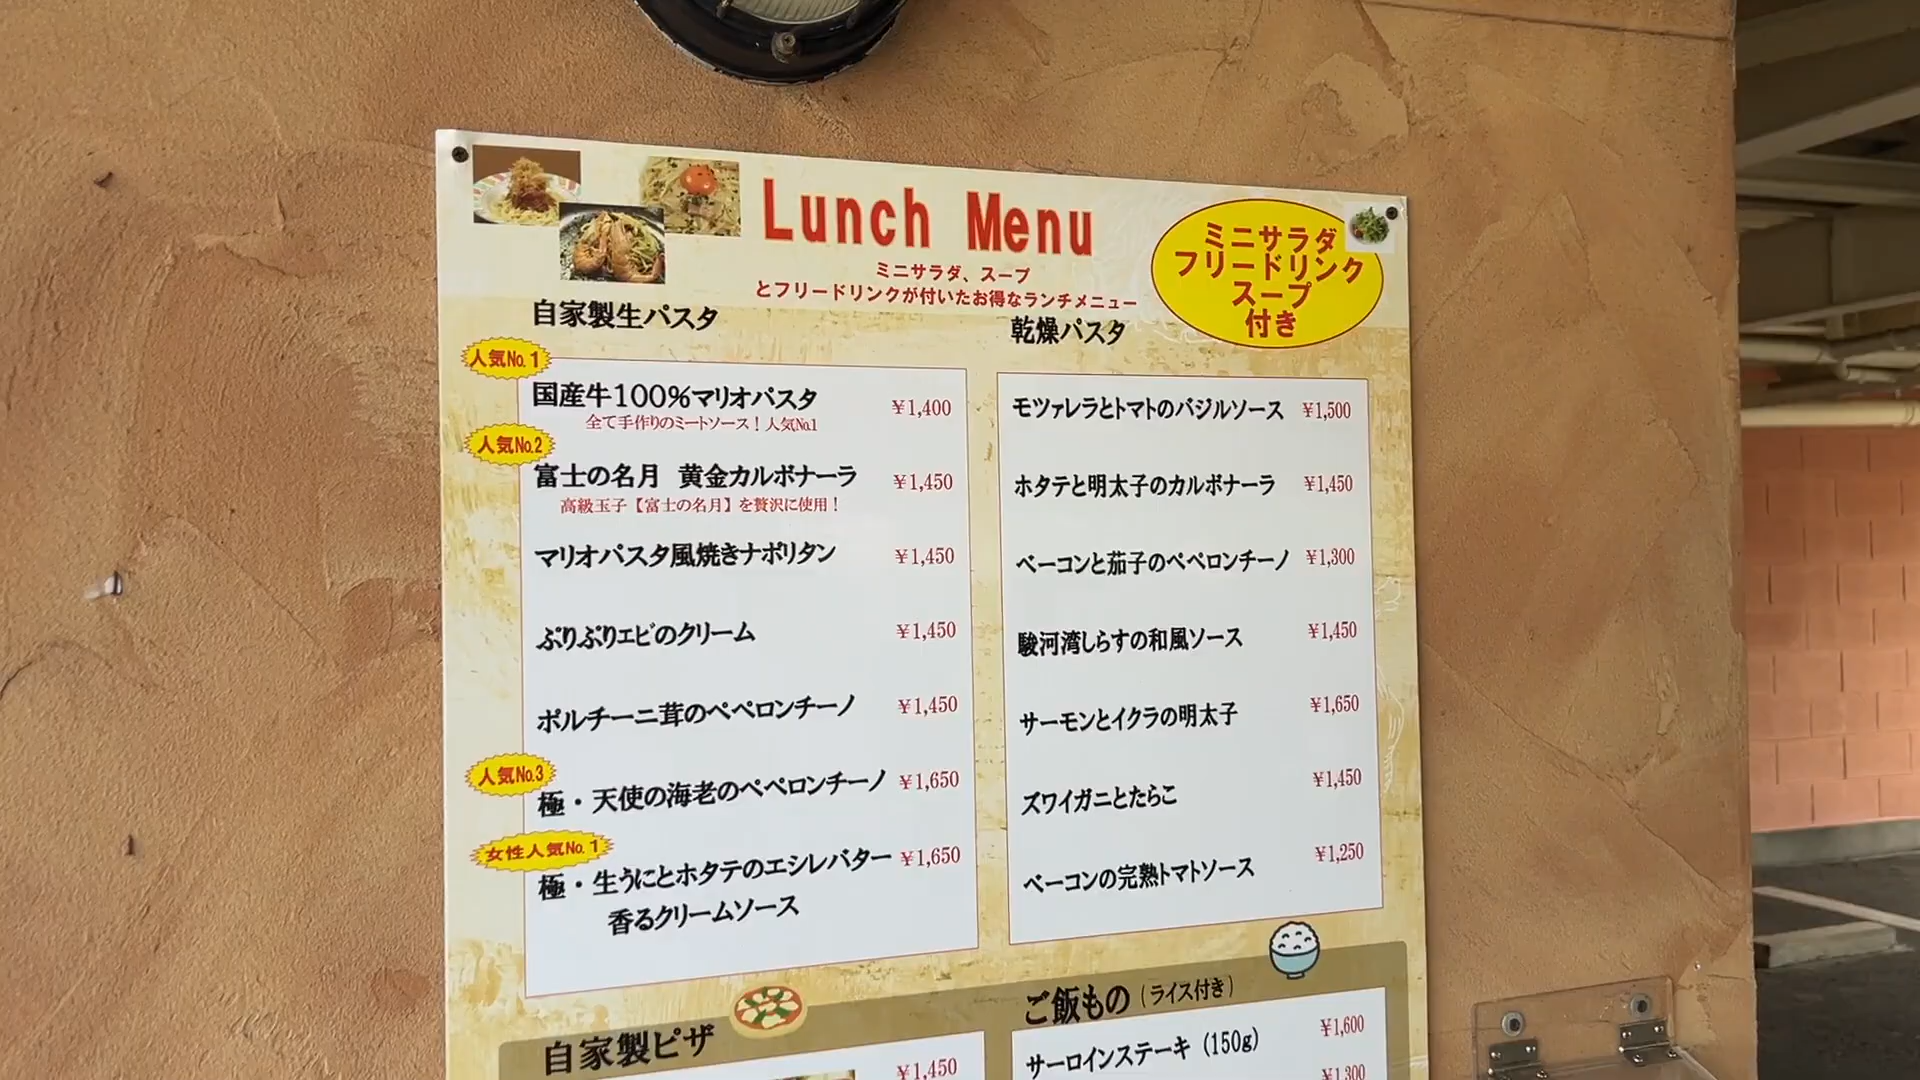 Lunch Menu
ミニサラダ、スープ
とフリードリンクが付いたお得なランチメニュー
ミニサラダ
フリードリンク
スープ
付き
自家製生パスタ
人気No.1
国産牛100%マリオパスタ ¥1,400
全て手作りのミートソース！人気No.1
人気No.2
富士の名月 黄金カルボナーラ ¥1,450
高級玉子【富士の名月】を贅沢に使用！
マリオパスタ風焼きナポリタン ¥1,450
ぷりぷりエビのクリーム ¥1,450
ポルチーニ茸のペペロンチーノ ¥1,450
人気No.3
極・天使の海老のペペロンチーノ ¥1,650
女性人気No.1
極・生うにとホタテのエシレバター ¥1,650
香るクリームソース
乾燥パスタ
モツァレラとトマトのバジルソース ¥1,500
ホタテと明太子のカルボナーラ ¥1,450
ベーコンと茄子のペペロンチーノ ¥1,300
駿河湾しらすの和風ソース ¥1,450
サーモンとイクラの明太子 ¥1,650
ズワイガニとたらこ ¥1,450
ベーコンの完熟トマトソース ¥1,250
自家製ピザ
¥1,450
ご飯もの（ライス付き）
サーロインステーキ（150g） ¥1,600
¥1,300